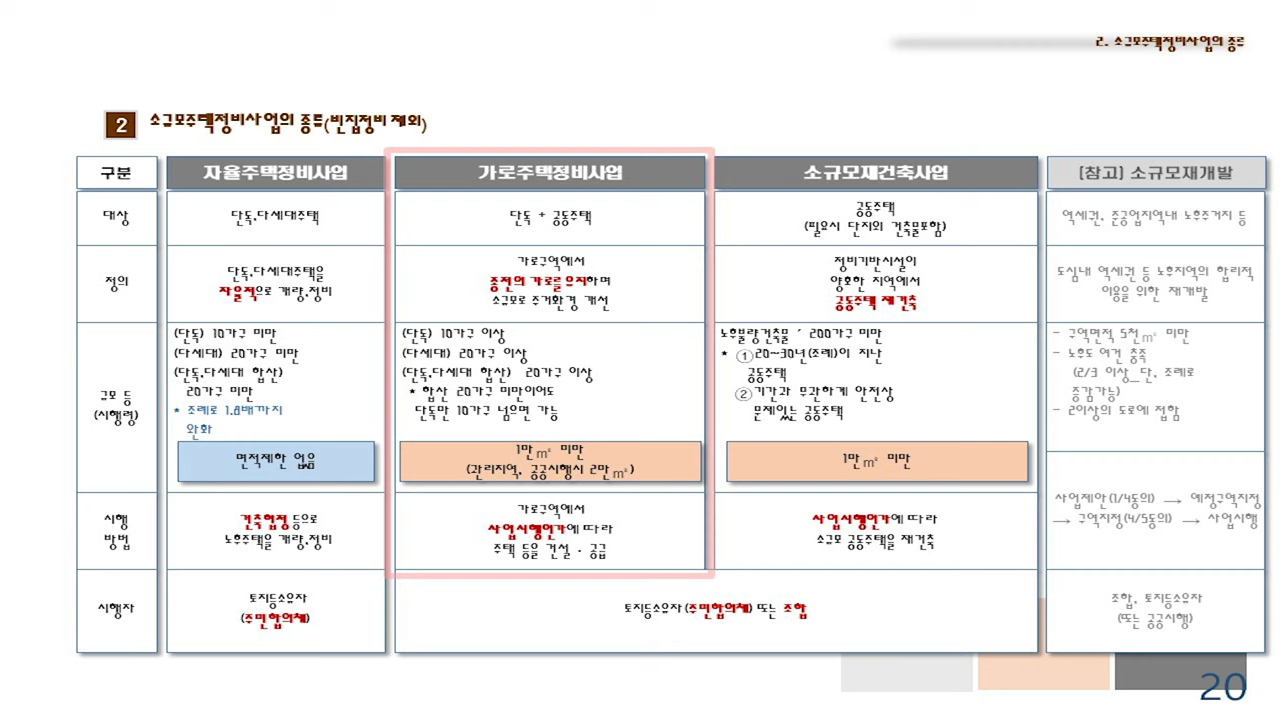 2. 소규모주택정비사업의 종류
2 소규모주택정비사업의 종류(빈집정비 제외)
구분
자율주택정비사업
가로주택정비사업
소규모재건축사업
[참고] 소규모재개발
대상
단독,다세대주택
단독 + 공동주택
공동주택
(필요시 단지외 건축물포함)
역세권, 준공업지역내 노후주거지 등
정의
단독,다세대주택을
자율적으로 개량,정비
가로구역에서
종전의 가로를 유지하며
소규모로 주거환경 개선
정비기반시설이
양호한 지역에서
공동주택 재건축
도심내 역세권 등 노후지역의 합리적
이용을 위한 재개발
규모 등
(시행령)
(단독) 10가구 미만
(다세대) 20가구 미만
(단독,다세대 합산)
20가구 미만
* 조례로 1.8배까지
완화
면적제한 없음
(단독) 10가구 이상
(다세대) 20가구 이상
(단독,다세대 합산) 20가구 이상
* 합산 20가구 미만이어도
단독만 10가구 넘으면 가능
1만㎡ 미만
(관리지역, 공공시행시 2만㎡)
노후불량건축물 * 200가구 미만
* ①20~30년(조례)이 지난
공동주택
②기간과 무관하게 안전상
문제있는 공동주택
1만㎡ 미만
- 구역면적 5천㎡ 미만
- 노후도 여건 충족
(2/3 이상_ 단, 조례로
증감가능)
- 2이상의 도로에 접함
시행
방법
건축협정 등으로
노후주택을 개량,정비
가로구역에서
사업시행인가에 따라
주택 등을 건설 · 공급
사업시행인가에 따라
소규모 공동주택을 재건축
사업제안(1/4동의) → 예정구역지정
→ 구역지정(4/5동의) → 사업시행
시행자
토지등소유자
(주민합의체)
토지등소유자 (주민합의체) 또는 조합
조합, 토지등소유자
(또는 공공시행)
20